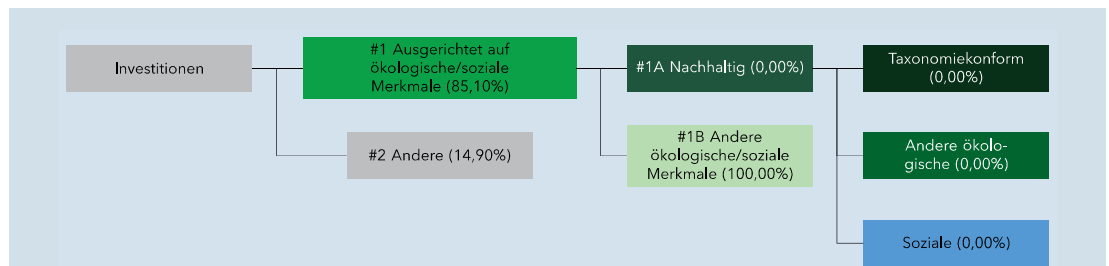 Investitionen
#1 Ausgerichtet auf
ökologische/soziale
Merkmale (85,10%)
#1A Nachhaltig (0,00%)
Taxonomiekonform
(0,00%)
#2 Andere (14,90%)
#1B Andere
ökologische/soziale
Merkmale (100,00%)
Andere ökolo-
gische (0,00%)
Soziale (0,00%)